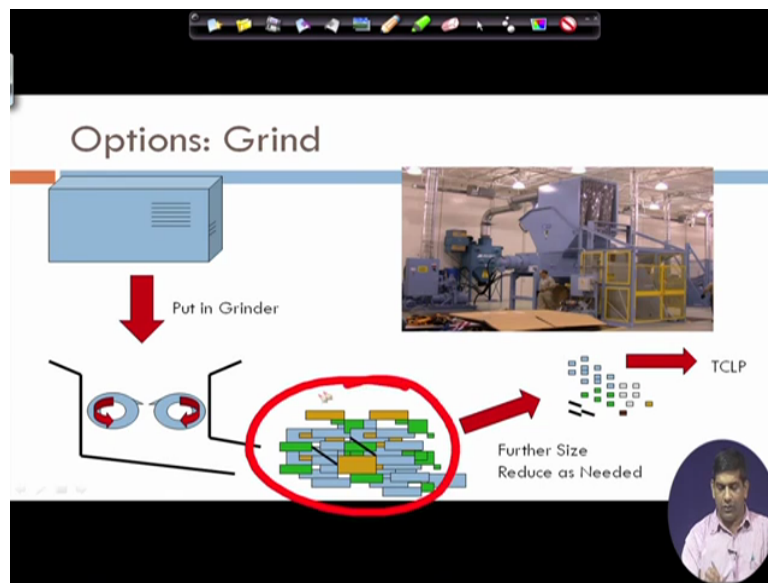 Options: Grind
Put in Grinder
TCLP
Further Size
Reduce as Needed